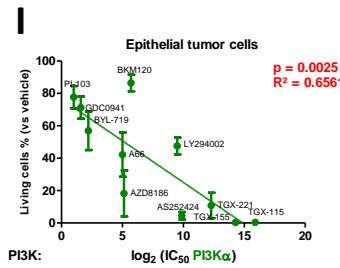 I
Epithelial tumor cells
p = 0.0025
R² = 0.6561
Living cells % (vs vehicle)
100
80
60
40
20
0
BKM120
PI-103
GDC0941
BYL-719
LY294002
A66
AZD8186
AS252424
TGX-221
TGX-155
TGX-115
0
5
10
15
20
PI3K:
log₂ (IC₅₀ PI3Kα)